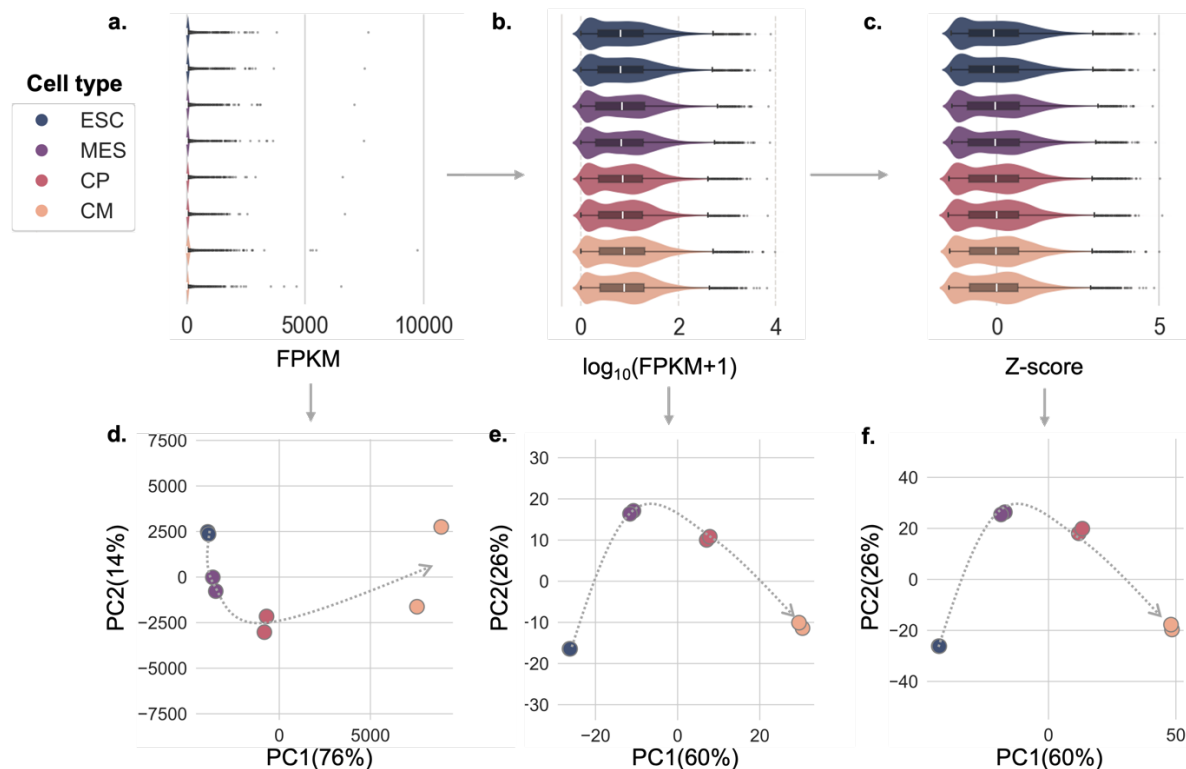 a.
b.
c.
Cell type
ESC
MES
CP
CM
0 5000 10000
FPKM
0 2 4
log₁₀(FPKM+1)
0 5
Z-score
d.
7500
5000
2500
0
−2500
−5000
−7500
PC2(14%)
0 5000
PC1(76%)
e.
30
20
10
0
−10
−20
−30
PC2(26%)
−20 0 20
PC1(60%)
f.
40
20
0
−20
−40
PC2(26%)
0 50
PC1(60%)